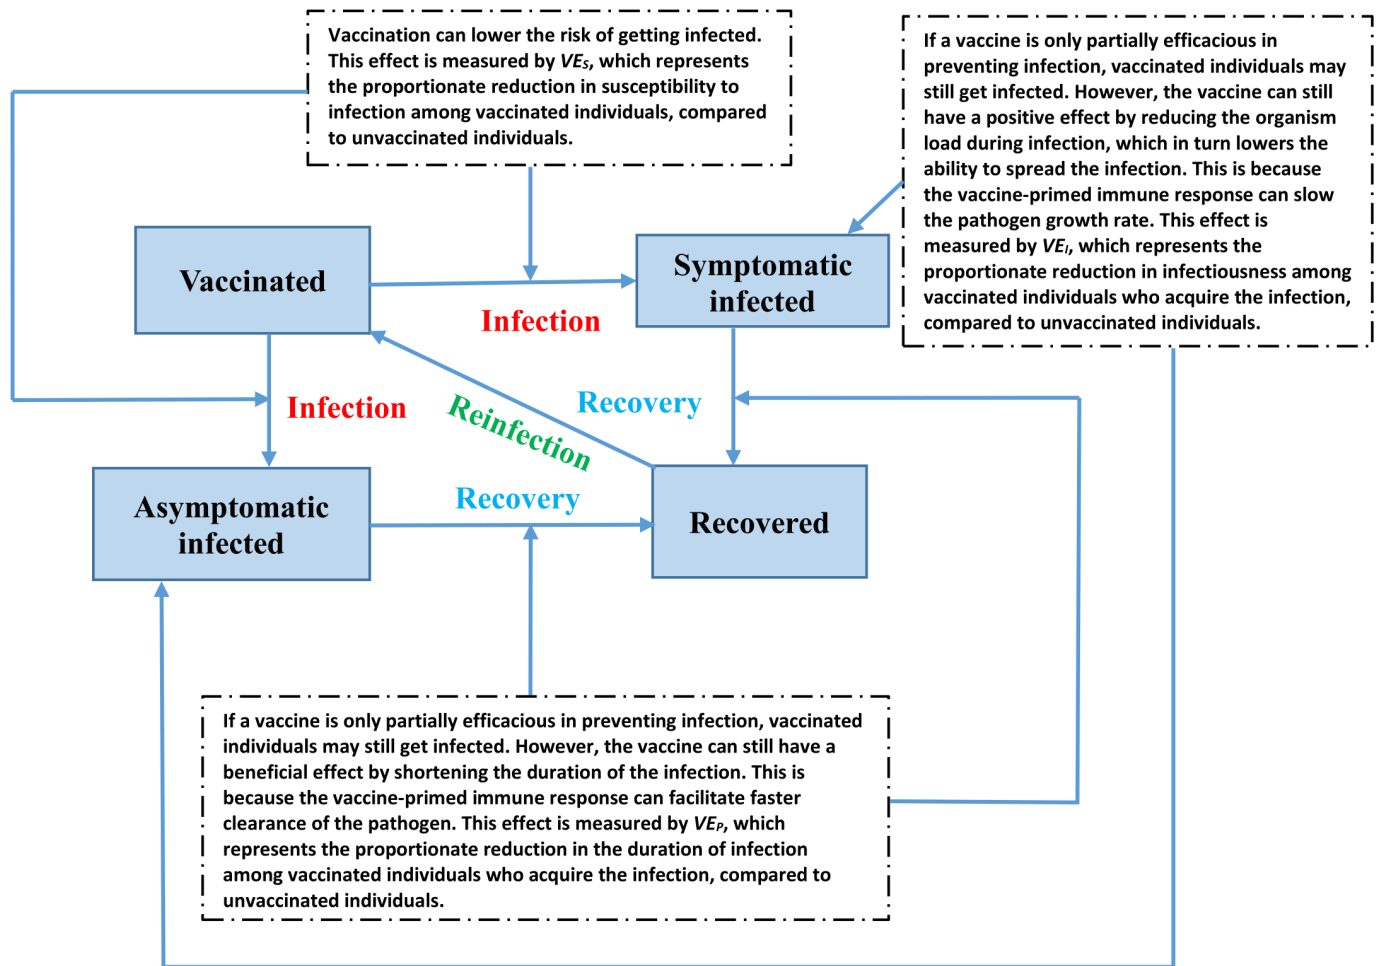 Vaccination can lower the risk of getting infected.
This effect is measured by VES, which represents
the proportionate reduction in susceptibility to
infection among vaccinated individuals, compared
to unvaccinated individuals.
If a vaccine is only partially efficacious in
preventing infection, vaccinated individuals may
still get infected. However, the vaccine can still
have a positive effect by reducing the organism
load during infection, which in turn lowers the
ability to spread the infection. This is because
the vaccine-primed immune response can slow
the pathogen growth rate. This effect is
measured by VEI, which represents the
proportionate reduction in infectiousness among
vaccinated individuals who acquire the infection,
compared to unvaccinated individuals.
Vaccinated
Symptomatic
infected
Infection
Infection
Reinfection
Recovery
Asymptomatic
infected
Recovery
Recovered
If a vaccine is only partially efficacious in preventing infection, vaccinated
individuals may still get infected. However, the vaccine can still have a
beneficial effect by shortening the duration of the infection. This is
because the vaccine-primed immune response can facilitate faster
clearance of the pathogen. This effect is measured by VEP, which
represents the proportionate reduction in the duration of infection
among vaccinated individuals who acquire the infection, compared to
unvaccinated individuals.